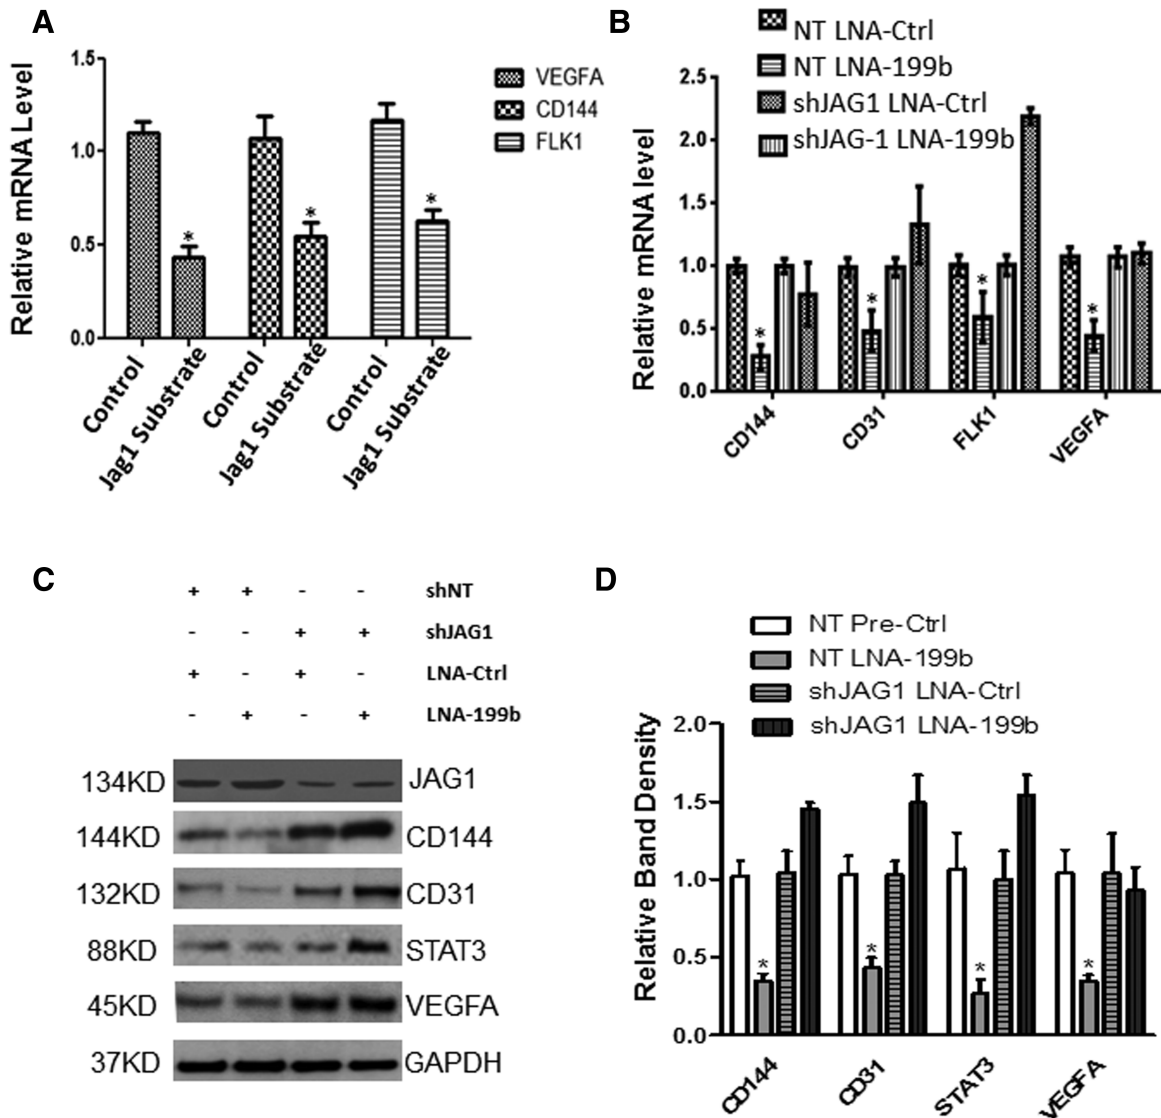 A
Relative mRNA Level
1.5
1.0
0.5
0.0
* * *
VEGFA
CD144
FLK1
Control
Jag1 Substrate
Control
Jag1 Substrate
Control
Jag1 Substrate
B
NT LNA-Ctrl
NT LNA-199b
shJAG1 LNA-Ctrl
shJAG-1 LNA-199b
Relative mRNA level
2.5
2.0
1.5
1.0
0.5
0.0
* * * *
CD144
CD31
FLK1
VEGFA
C
+ + - - shNT
- - + + shJAG1
+ - + - LNA-Ctrl
- + - + LNA-199b
134KD JAG1
144KD CD144
132KD CD31
88KD STAT3
45KD VEGFA
37KD GAPDH
D
NT Pre-Ctrl
NT LNA-199b
shJAG1 LNA-Ctrl
shJAG1 LNA-199b
Relative Band Density
2.0
1.5
1.0
0.5
0.0
* * * *
CD144
CD31
STAT3
VEGFA